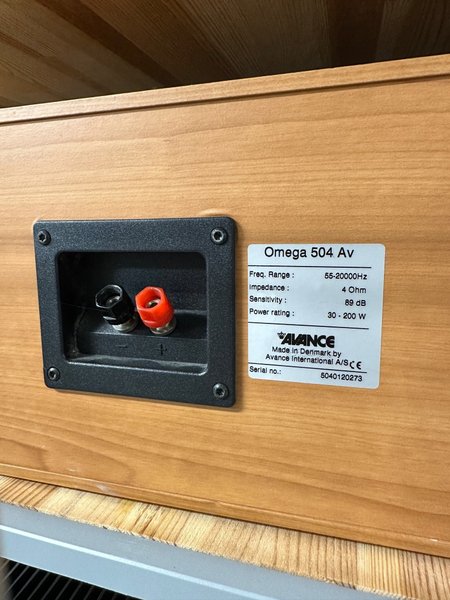 Omega 504 Av
Freq. Range : 55-20000Hz
Impedance : 4 Ohm
Sensitivity : 89 dB
Power rating : 30 - 200 W
AVANCE
Made in Denmark by
Avance International A/S CE
Serial no.: 5040120273
- +